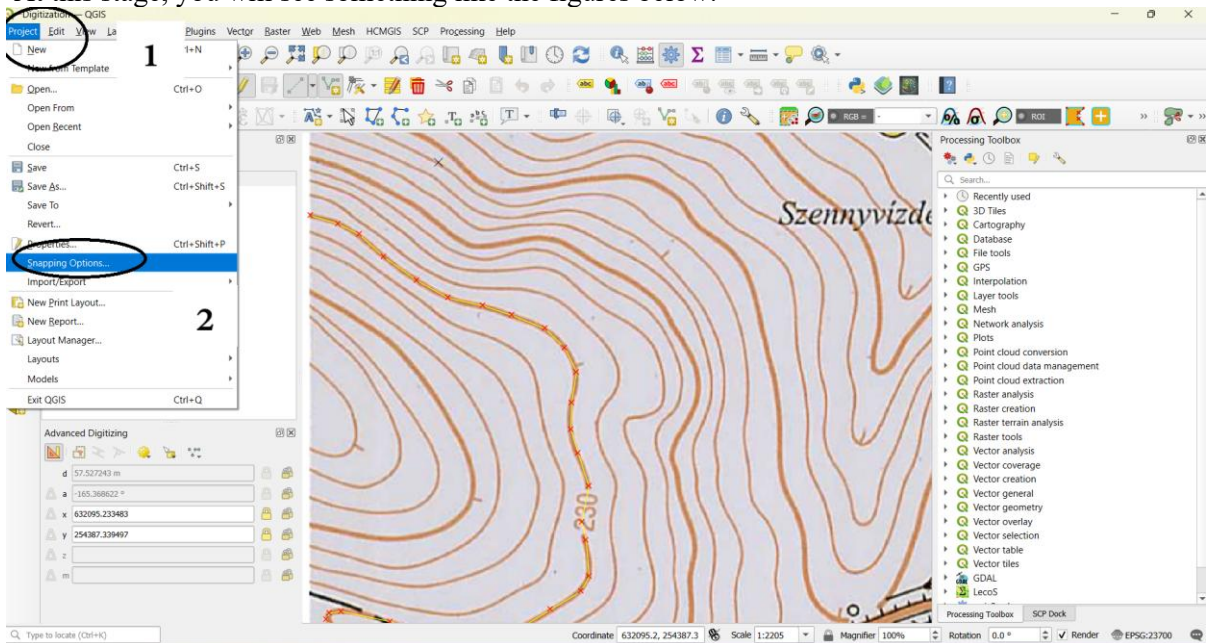 Digitization — QGIS
Project Edit View La Plugins Vector Raster Web Mesh HCMGIS SCP Processing Help
1
New
New from Template
Open... Ctrl+O
Open From
Open Recent
Close
Save Ctrl+S
Save As... Ctrl+Shift+S
Save To
Revert...
Properties... Ctrl+Shift+P
Snapping Options...
Import/Export
New Print Layout...
New Report...
2
Layout Manager...
Layouts
Models
Exit QGIS Ctrl+Q
abc
RGB = -
ROI
Szennyvízde
230
Advanced Digitizing
d 57.527243 m
a -165.368622 °
x 632095.233483
y 254387.339497
z
m
Processing Toolbox
Search...
Recently used
3D Tiles
Cartography
Database
File tools
GPS
Interpolation
Layer tools
Mesh
Network analysis
Plots
Point cloud conversion
Point cloud data management
Point cloud extraction
Raster analysis
Raster creation
Raster terrain analysis
Raster tools
Vector analysis
Vector coverage
Vector creation
Vector general
Vector geometry
Vector overlay
Vector selection
Vector table
Vector tiles
GDAL
LecoS
Processing Toolbox SCP Dock
Type to locate (Ctrl+K) Coordinate 632095.2, 254387.3 Scale 1:2205 Magnifier 100% Rotation 0.0 ° Render EPSG:23700